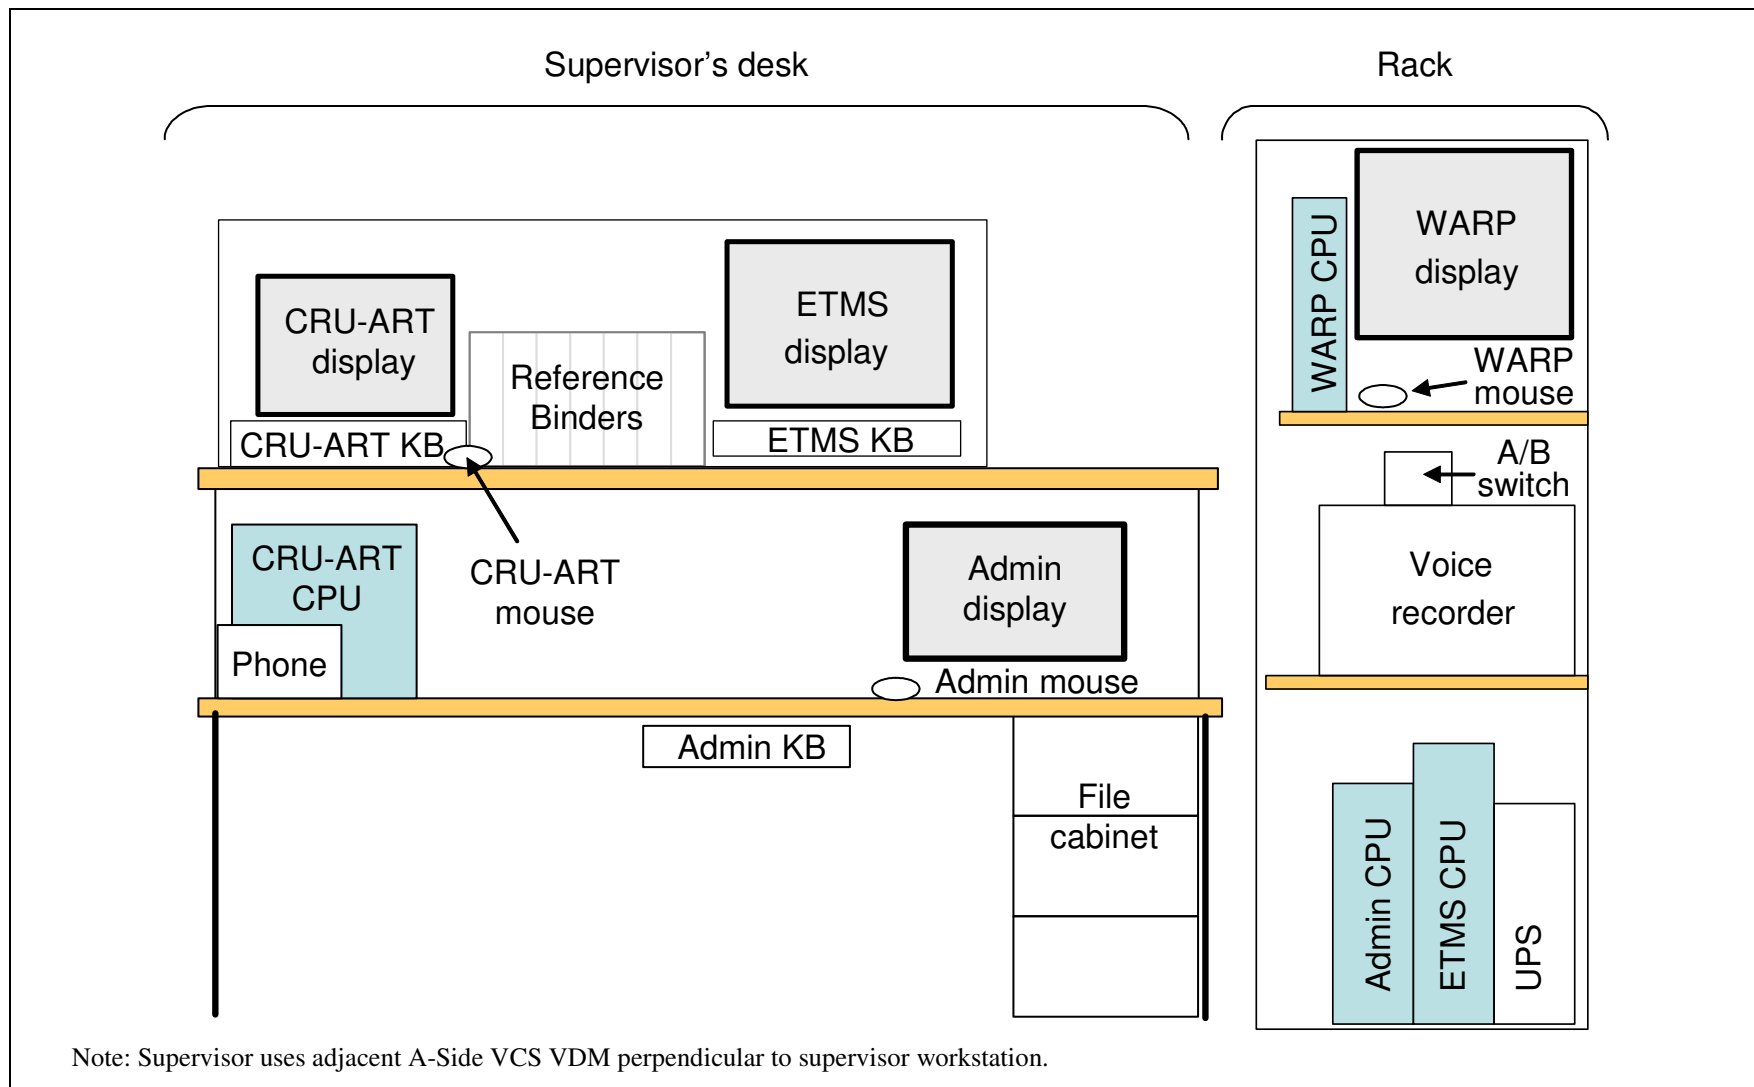 Supervisor's desk
Rack
CRU-ART
display
Reference
Binders
ETMS
display
CRU-ART KB
ETMS KB
CRU-ART
CPU
Phone
CRU-ART
mouse
Admin
display
Admin mouse
Admin KB
File
cabinet
WARP CPU
WARP
display
WARP
mouse
A/B
switch
Voice
recorder
Admin CPU
ETMS CPU
UPS
Note: Supervisor uses adjacent A-Side VCS VDM perpendicular to supervisor workstation.